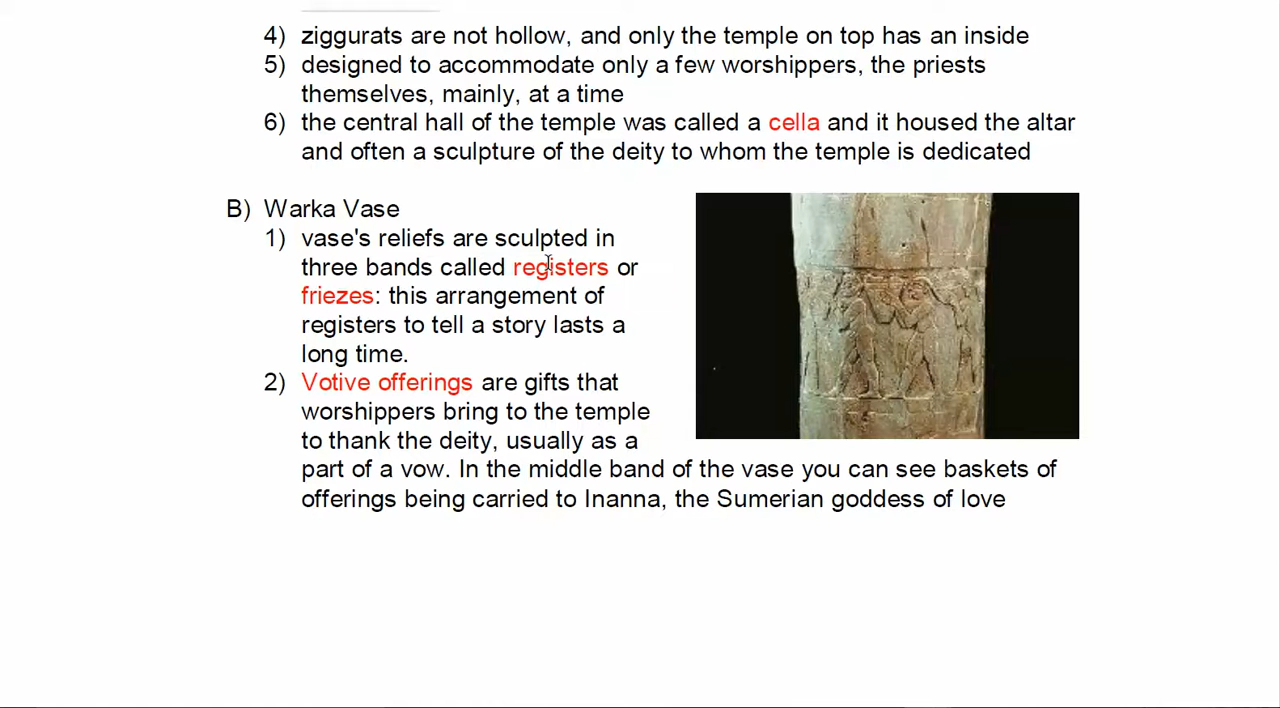 4) ziggurats are not hollow, and only the temple on top has an inside
5) designed to accommodate only a few worshippers, the priests
themselves, mainly, at a time
6) the central hall of the temple was called a cella and it housed the altar
and often a sculpture of the deity to whom the temple is dedicated
B) Warka Vase
1) vase's reliefs are sculpted in
three bands called registers or
friezes: this arrangement of
registers to tell a story lasts a
long time.
2) Votive offerings are gifts that
worshippers bring to the temple
to thank the deity, usually as a
part of a vow. In the middle band of the vase you can see baskets of
offerings being carried to Inanna, the Sumerian goddess of love